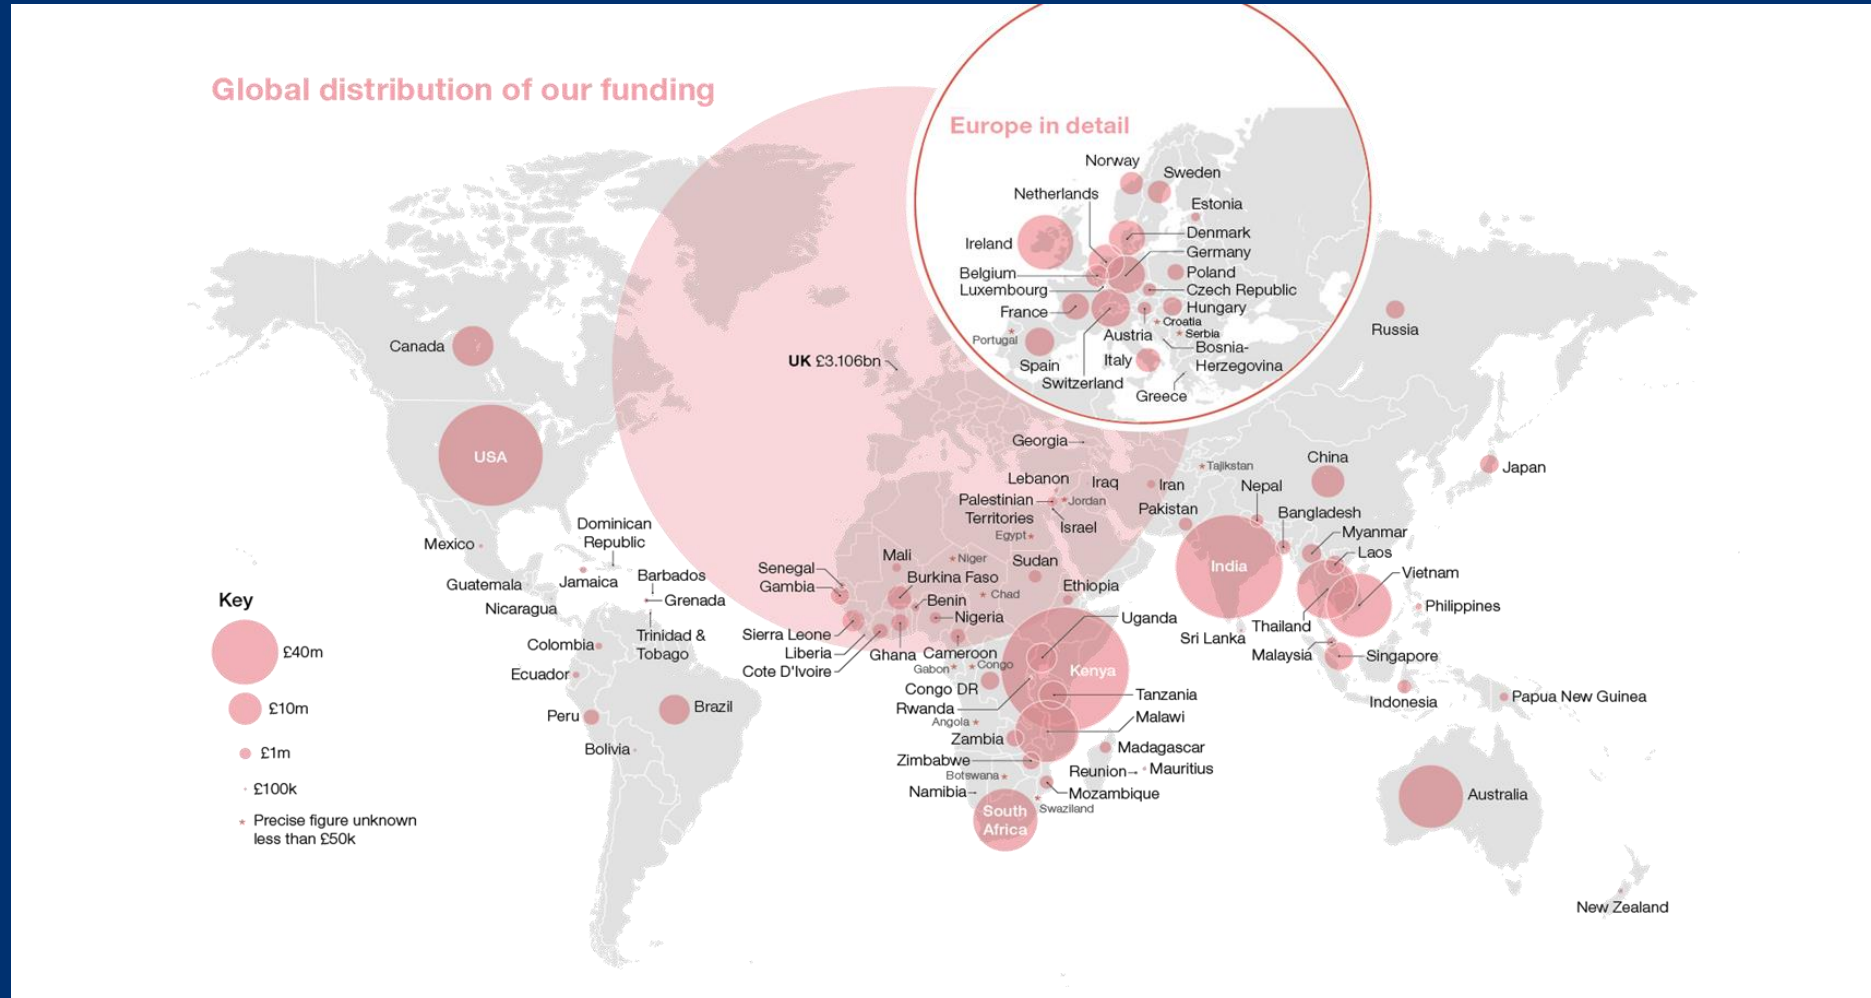 Global distribution of our funding
Europe in detail
Norway
Sweden
Netherlands
Estonia
Ireland
Denmark
Germany
Belgium
Poland
Luxembourg
Czech Republic
France
Hungary
Croatia
Portugal
Austria
Serbia
Bosnia-
Herzegovina
Spain
Italy
Switzerland
Greece
Russia
Canada
UK £3.106bn
USA
Georgia
Tajikstan
China
Japan
Lebanon
Iraq
Iran
Nepal
Palestinian
Territories
Jordan
Israel
Egypt
Pakistan
Bangladesh
Myanmar
Laos
Vietnam
India
Philippines
Thailand
Sri Lanka
Malaysia
Singapore
Indonesia
Papua New Guinea
Mexico
Dominican
Republic
Guatemala
Jamaica
Barbados
Grenada
Nicaragua
Trinidad &
Tobago
Colombia
Ecuador
Peru
Brazil
Bolivia
Senegal
Gambia
Mali
Niger
Sudan
Burkina Faso
Chad
Ethiopia
Benin
Nigeria
Uganda
Sierra Leone
Liberia
Cote D'Ivoire
Ghana
Cameroon
Gabon
Congo
Kenya
Congo DR
Rwanda
Tanzania
Angola
Malawi
Zambia
Madagascar
Zimbabwe
Reunion
Mauritius
Botswana
Namibia
Mozambique
Swaziland
South
Africa
Australia
New Zealand
Key
£40m
£10m
£1m
£100k
Precise figure unknown
less than £50k